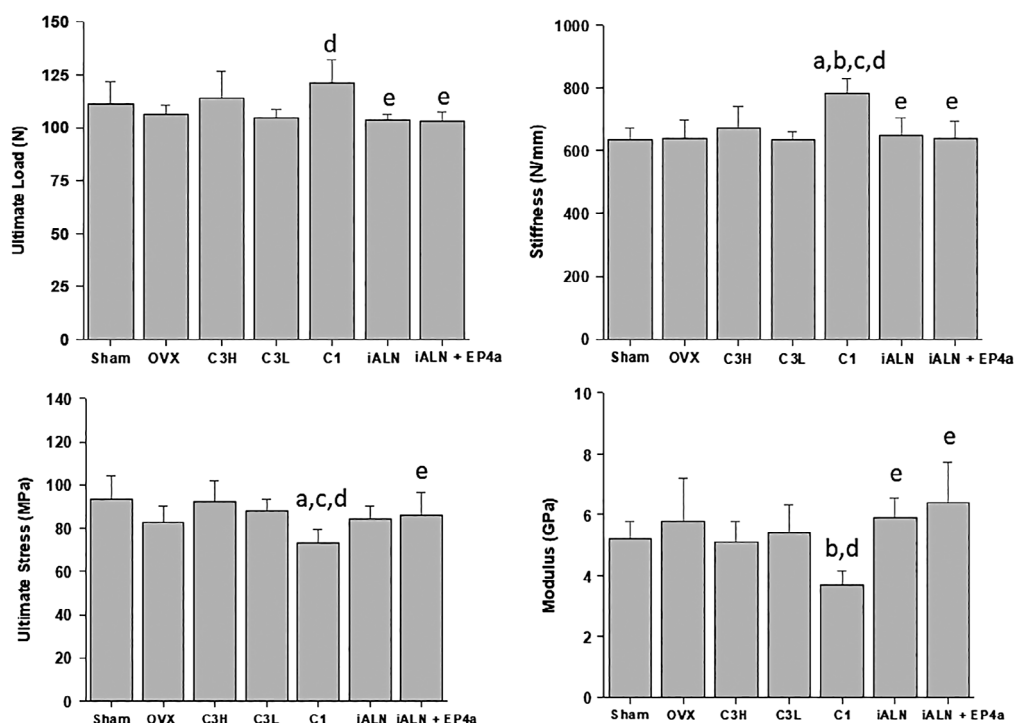 Ultimate Load (N)
150
125
100
75
50
25
0
d
e
e
Sham OVX C3H C3L C1 iALN iALN + EP4a
Stiffness (N/mm)
1000
800
600
400
200
0
a,b,c,d
e
e
Sham OVX C3H C3L C1 iALN iALN + EP4a
Ultimate Stress (MPa)
140
120
100
80
60
40
20
0
a,c,d
e
Sham OVX C3H C3L C1 iALN iALN + EP4a
Modulus (GPa)
10
8
6
4
2
0
b,d
e
e
Sham OVX C3H C3L C1 iALN iALN + EP4a